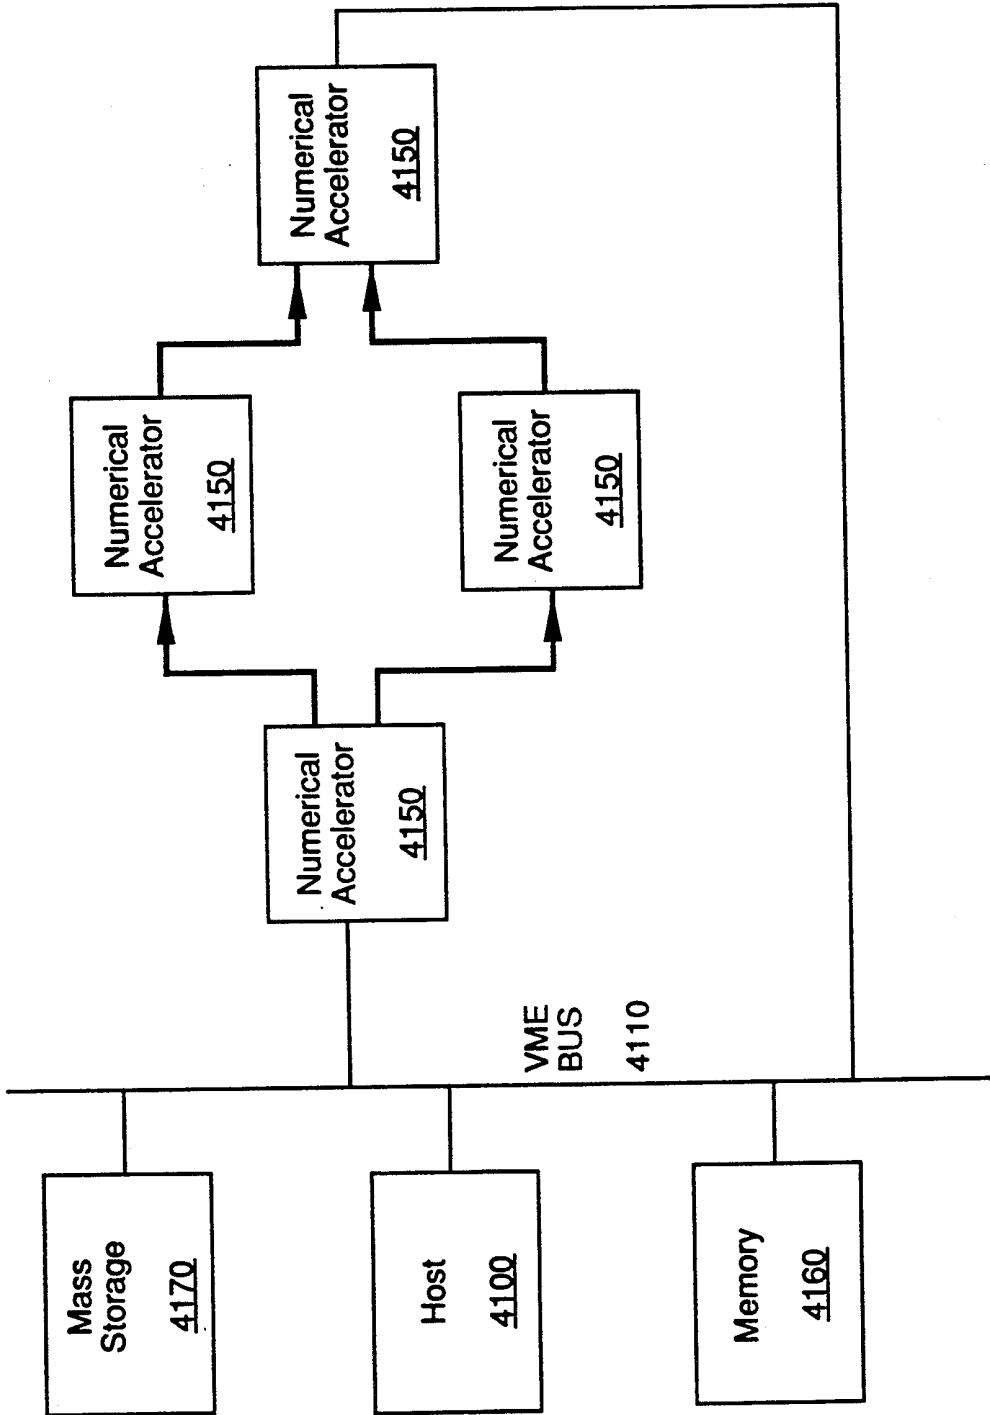 Mass
Storage
4170
Host
4100
Memory
4160
VME
BUS
4110
Numerical
Accelerator
4150
Numerical
Accelerator
4150
Numerical
Accelerator
4150
Numerical
Accelerator
4150